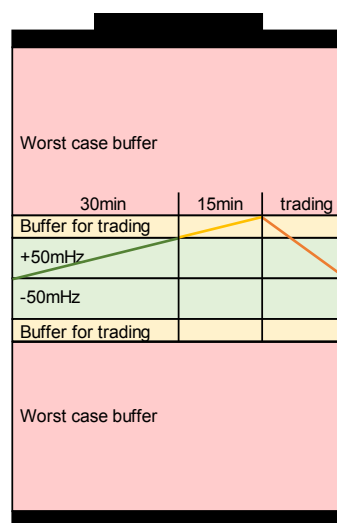 Worst case buffer
30min 15min trading
Buffer for trading
+50mHz
-50mHz
Buffer for trading
Worst case buffer